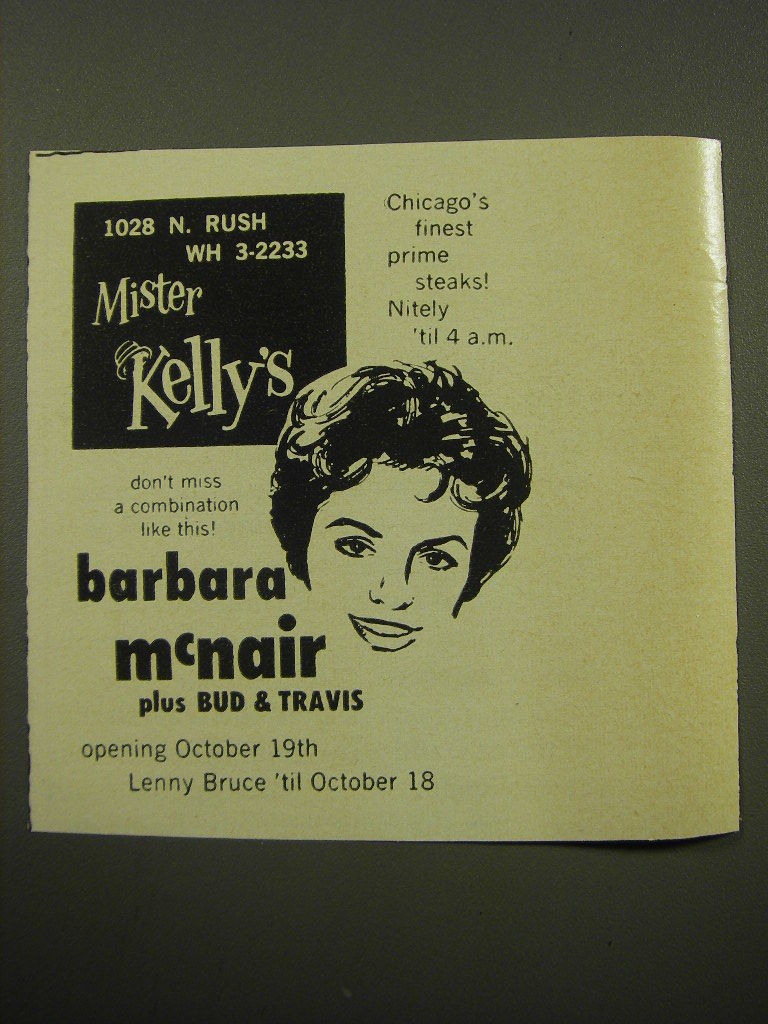 1028 N. RUSH
WH 3-2233
Mister
Kelly's
Chicago's
finest
prime
steaks!
Nitely
'til 4 a.m.
don't miss
a combination
like this!
barbara
mcnair
plus BUD & TRAVIS
opening October 19th
Lenny Bruce 'til October 18